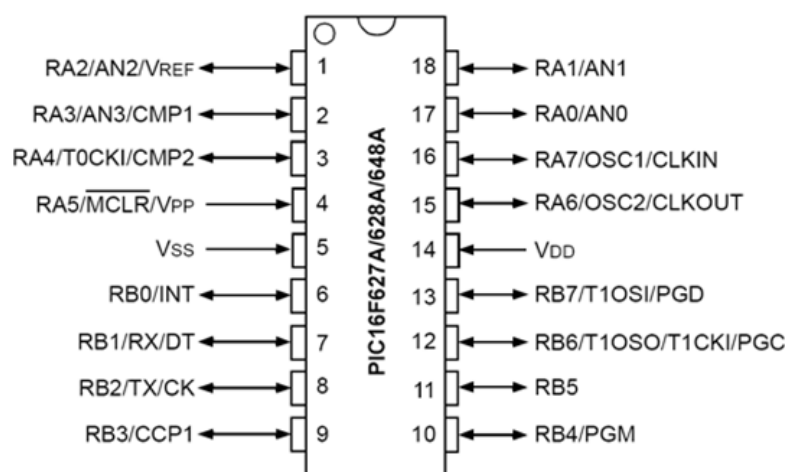 RA2/AN2/VREF 1 18 RA1/AN1
RA3/AN3/CMP1 2 17 RA0/AN0
RA4/T0CKI/CMP2 3 16 RA7/OSC1/CLKIN
RA5/MCLR/VPP 4 15 RA6/OSC2/CLKOUT
VSS 5 14 VDD
RB0/INT 6 13 RB7/T1OSI/PGD
RB1/RX/DT 7 12 RB6/T1OSO/T1CKI/PGC
RB2/TX/CK 8 11 RB5
RB3/CCP1 9 10 RB4/PGM
PIC16F627A/628A/648A